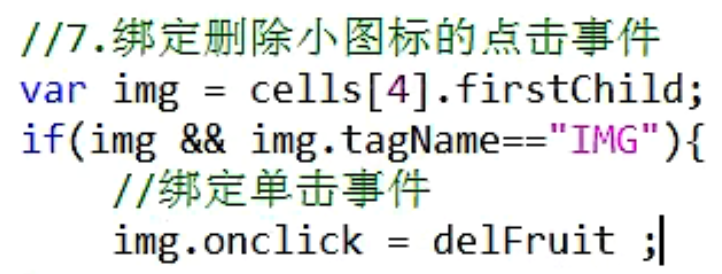 //7.绑定删除小图标的点击事件
var img = cells[4].firstChild;
if(img && img.tagName=="IMG"){
//绑定单击事件
img.onclick = delFruit ;